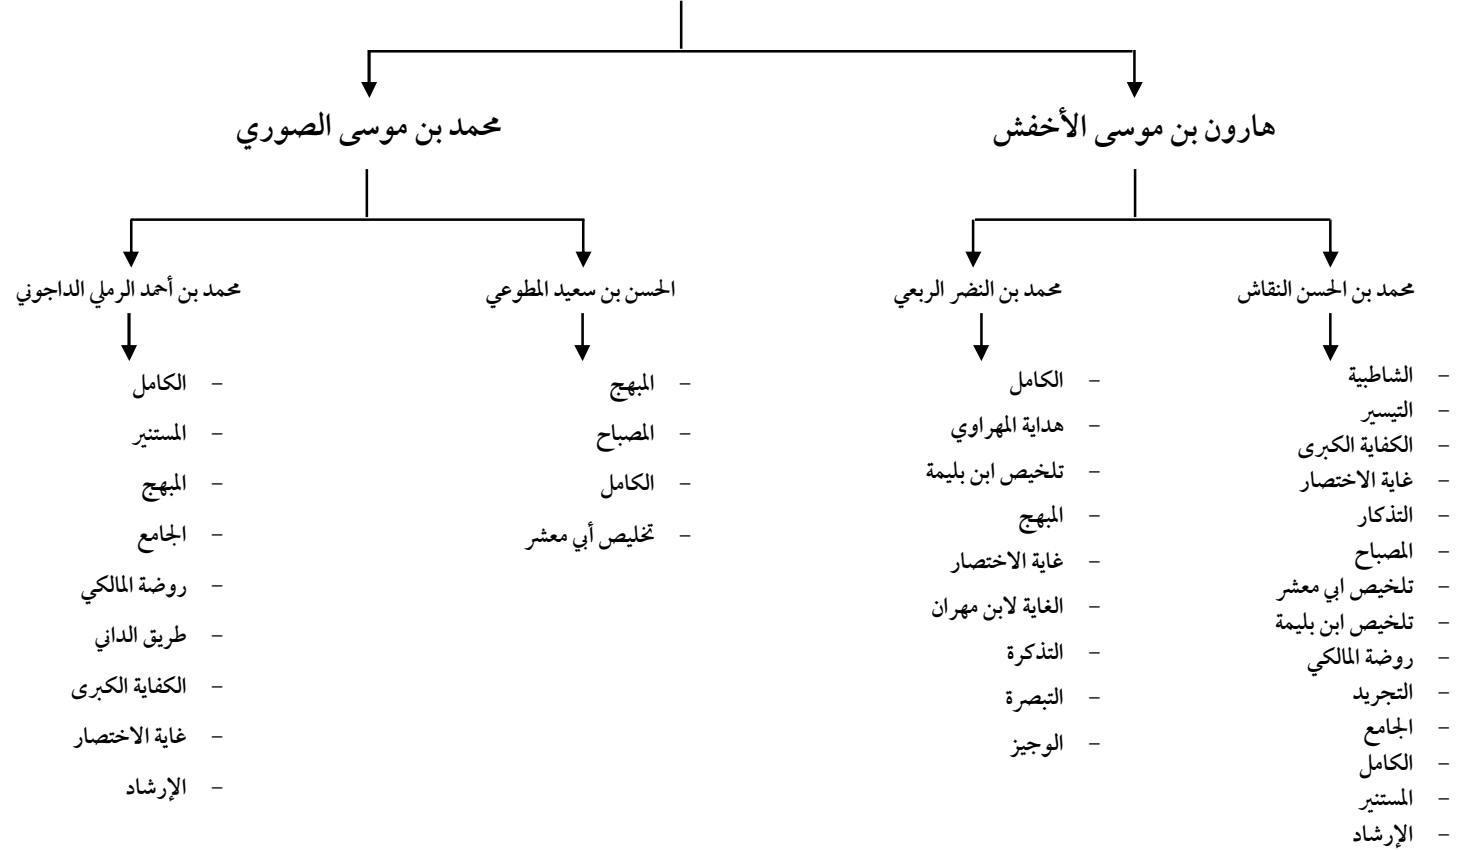 هارون بن موسى الأخفش
محمد بن موسى الصوري
محمد بن الحسن النقاش
محمد بن النضر الربعي
الحسن بن سعيد المطوعي
محمد بن أحمد الرملي الداجوني
– الشاطبية
– التيسير
– الكفاية الكبرى
– غاية الاختصار
– التذكار
– المصباح
– تلخيص ابي معشر
– تلخيص ابن بليمة
– روضة المالكي
– التجريد
– الجامع
– الكامل
– المستنير
– الإرشاد
– الكامل
– هداية المهراوي
– تلخيص ابن بليمة
– المبهج
– غاية الاختصار
– الغاية لابن مهران
– التذكرة
– التبصرة
– الوجيز
– المبهج
– المصباح
– الكامل
– تخليص أبي معشر
– الكامل
– المستنير
– المبهج
– الجامع
– روضة المالكي
– طريق الداني
– الكفاية الكبرى
– غاية الاختصار
– الإرشاد